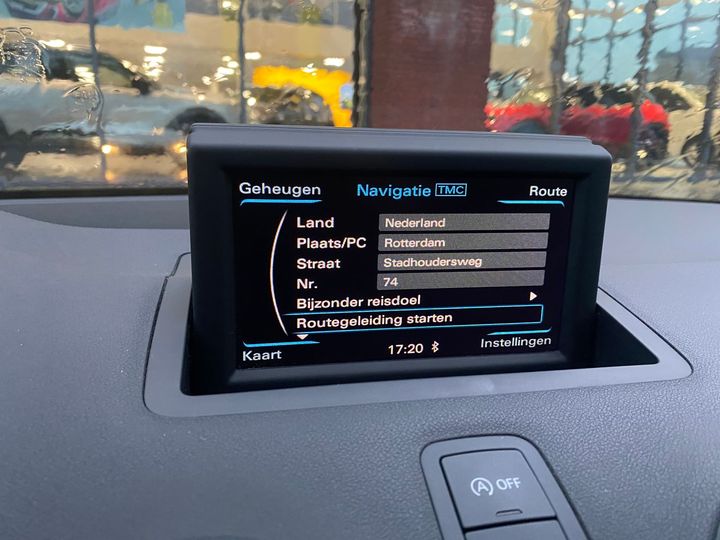 Geheugen Navigatie TMC Route
Land Nederland
Plaats/PC Rotterdam
Straat Stadhoudersweg
Nr. 74
Bijzonder reisdoel
Routegeleiding starten
Kaart 17:20 Instellingen
A OFF